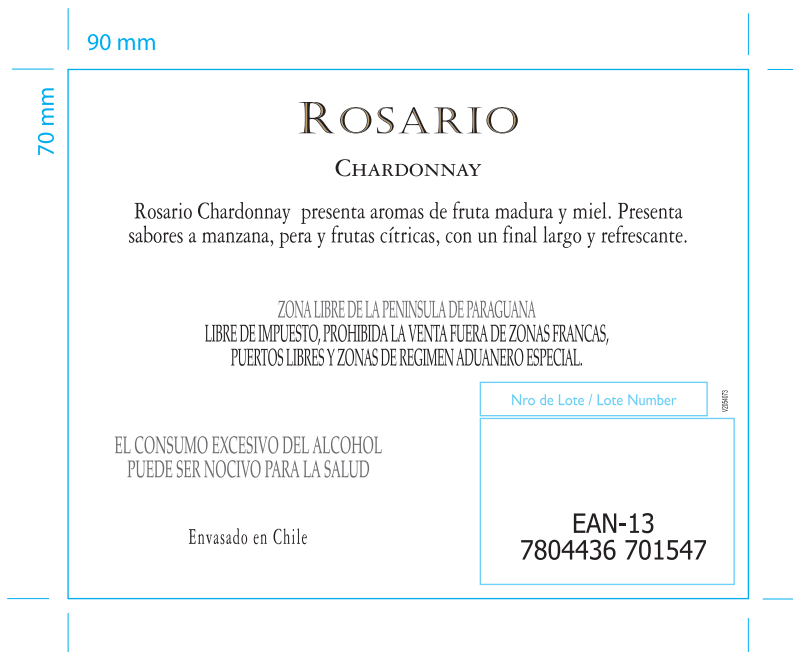 90 mm
70 mm
ROSARIO
CHARDONNAY
Rosario Chardonnay presenta aromas de fruta madura y miel. Presenta
sabores a manzana, pera y frutas cítricas, con un final largo y refrescante.
ZONA LIBRE DE LA PENINSULA DE PARAGUANA
LIBRE DE IMPUESTO, PROHIBIDA LA VENTA FUERA DE ZONAS FRANCAS,
PUERTOS LIBRES Y ZONAS DE REGIMEN ADUANERO ESPECIAL.
Nro de Lote / Lote Number
EL CONSUMO EXCESIVO DEL ALCOHOL
PUEDE SER NOCIVO PARA LA SALUD
Envasado en Chile
EAN-13
7804436 701547